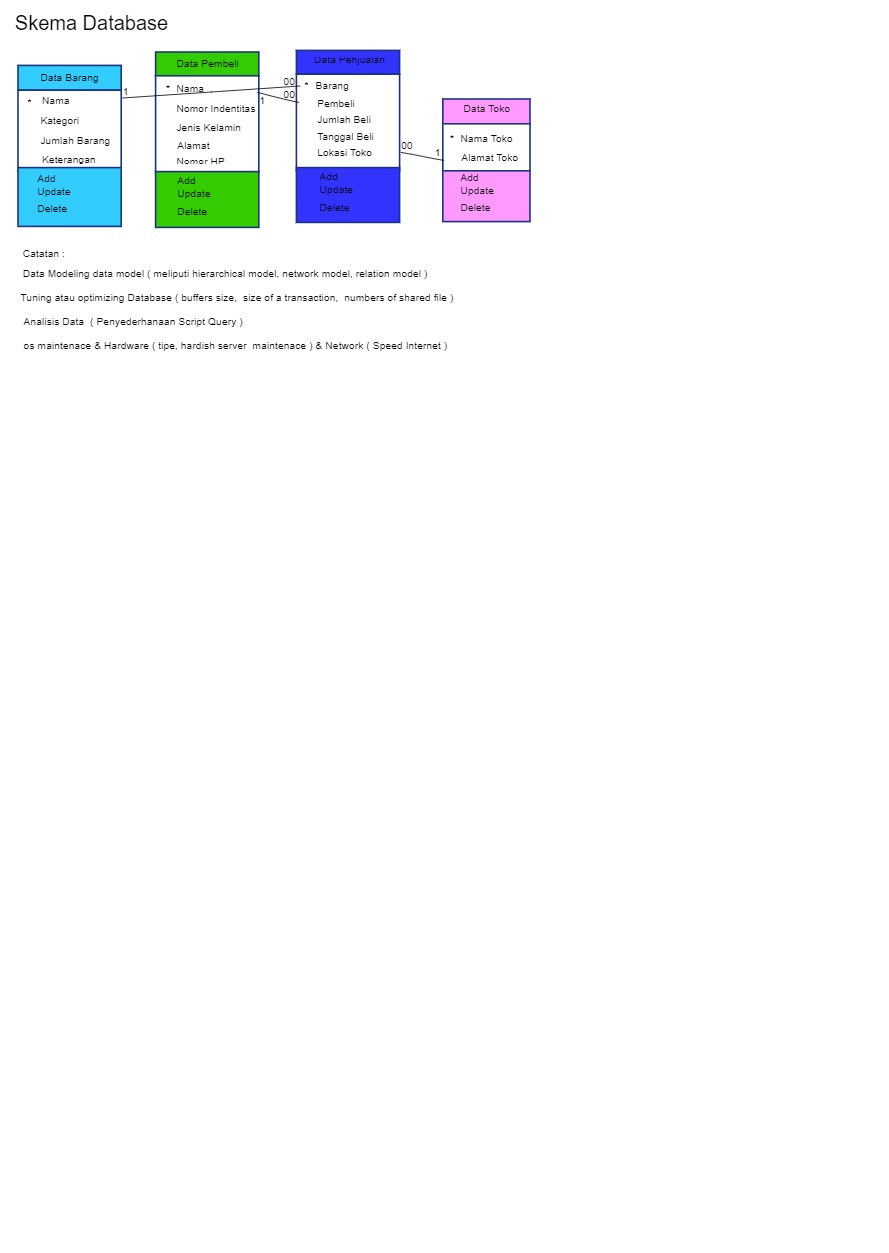 Skema Database
Data Barang
1
* Nama
Kategori
Jumlah Barang
Keterangan
Add
Update
Delete
Data Pembeli
* Nama
1
Nomor Indentitas
Jenis Kelamin
Alamat
Nomor HP
Add
Update
Delete
Data Penjualan
00
00
* Barang
Pembeli
Jumlah Beli
Tanggal Beli
Lokasi Toko
00
1
Add
Update
Delete
Data Toko
* Nama Toko
Alamat Toko
Add
Update
Delete
Catatan :
Data Modeling data model ( meliputi hierarchical model, network model, relation model )
Tuning atau optimizing Database ( buffers size, size of a transaction, numbers of shared file )
Analisis Data ( Penyederhanaan Script Query )
os maintenace & Hardware ( tipe, hardish server maintenace ) & Network ( Speed Internet )